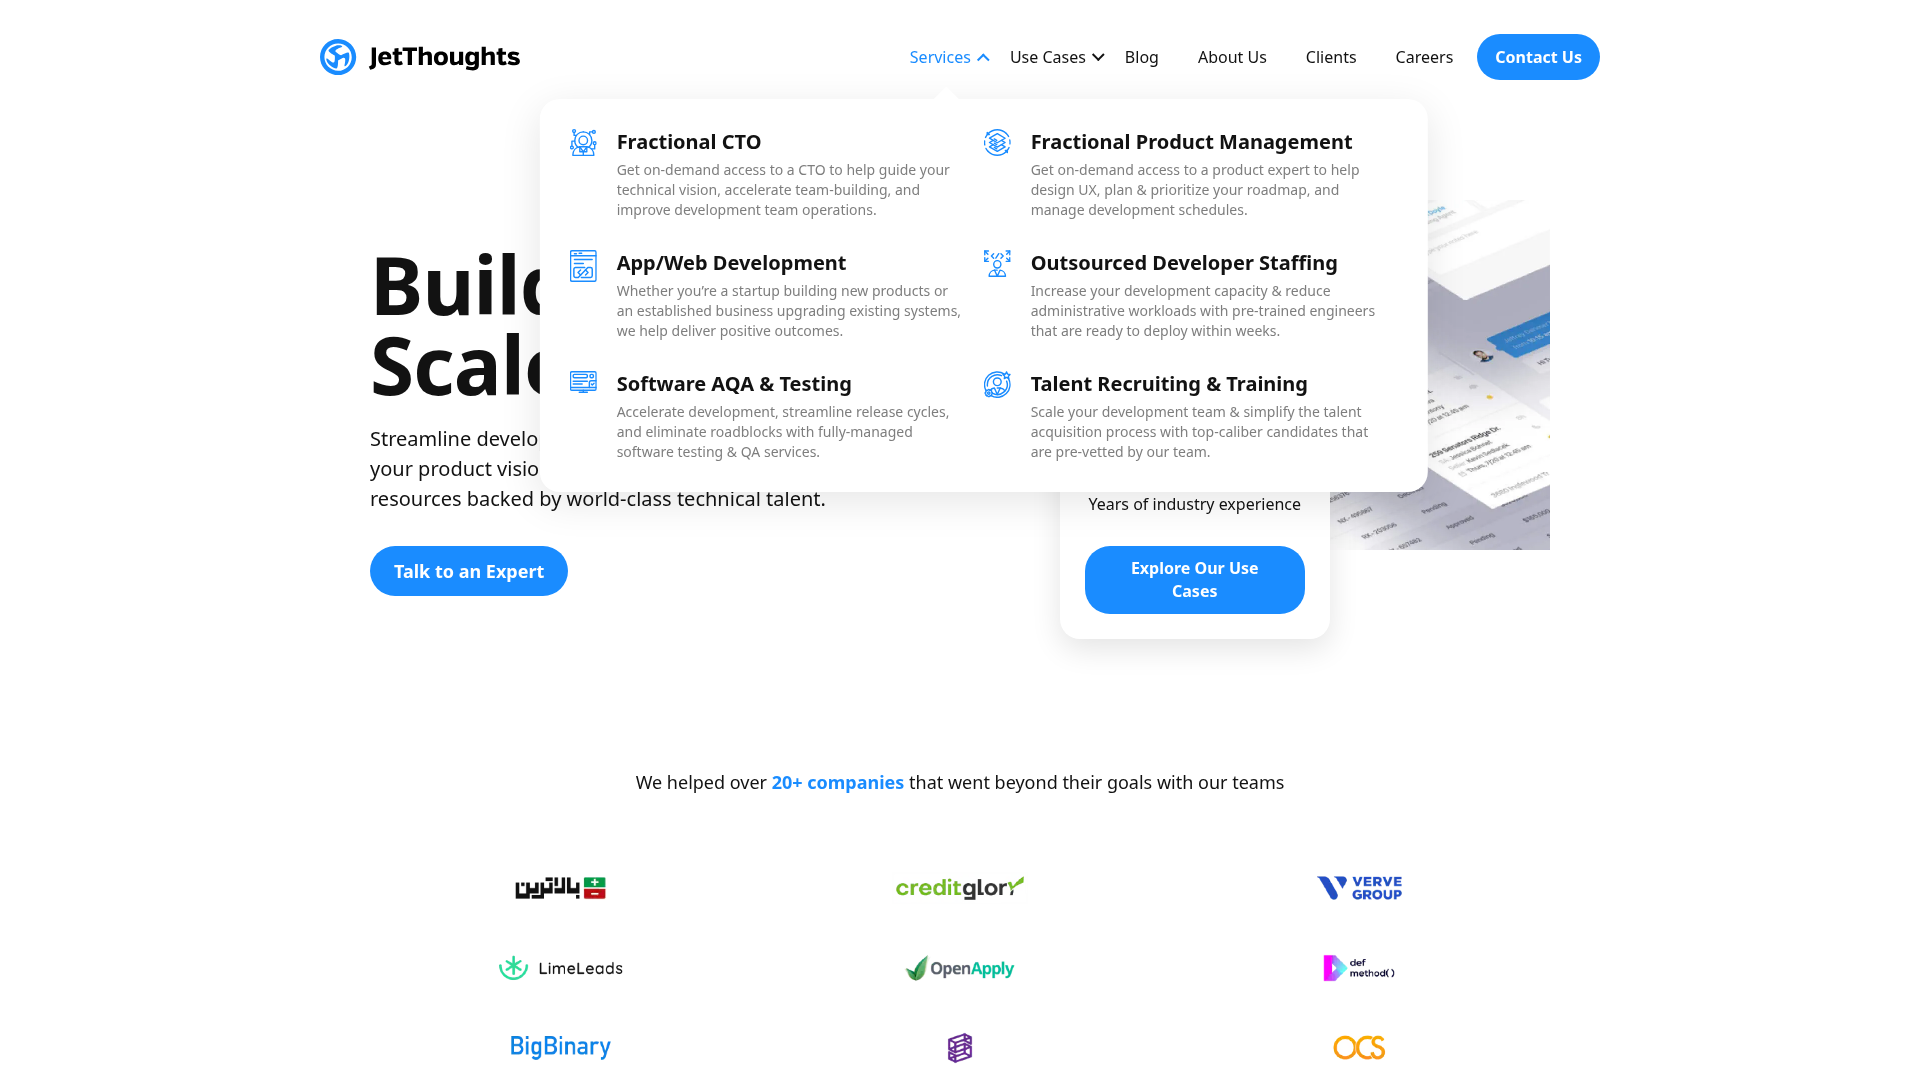 JetThoughts
Services
Use Cases
Blog
About Us
Clients
Careers
Contact Us
Fractional CTO
Get on-demand access to a CTO to help guide your
technical vision, accelerate team-building, and
improve development team operations.
Fractional Product Management
Get on-demand access to a product expert to help
design UX, plan & prioritize your roadmap, and
manage development schedules.
App/Web Development
Whether you’re a startup building new products or
an established business upgrading existing systems,
we help deliver positive outcomes.
Outsourced Developer Staffing
Increase your development capacity & reduce
administrative workloads with pre-trained engineers
that are ready to deploy within weeks.
Software AQA & Testing
Accelerate development, streamline release cycles,
and eliminate roadblocks with fully-managed
software testing & QA services.
Talent Recruiting & Training
Scale your development team & simplify the talent
acquisition process with top-caliber candidates that
are pre-vetted by our team.
Build
Scale
Streamline develo
your product visio
resources backed by world-class technical talent.
Talk to an Expert
Years of industry experience
Explore Our Use
Cases
259 Senators Ridge Dr.
Pending
Approved
Pending
We helped over 20+ companies that went beyond their goals with our teams
بالاترین
creditglory
VERVE
GROUP
LimeLeads
OpenApply
def
method()
BigBinary
OCS